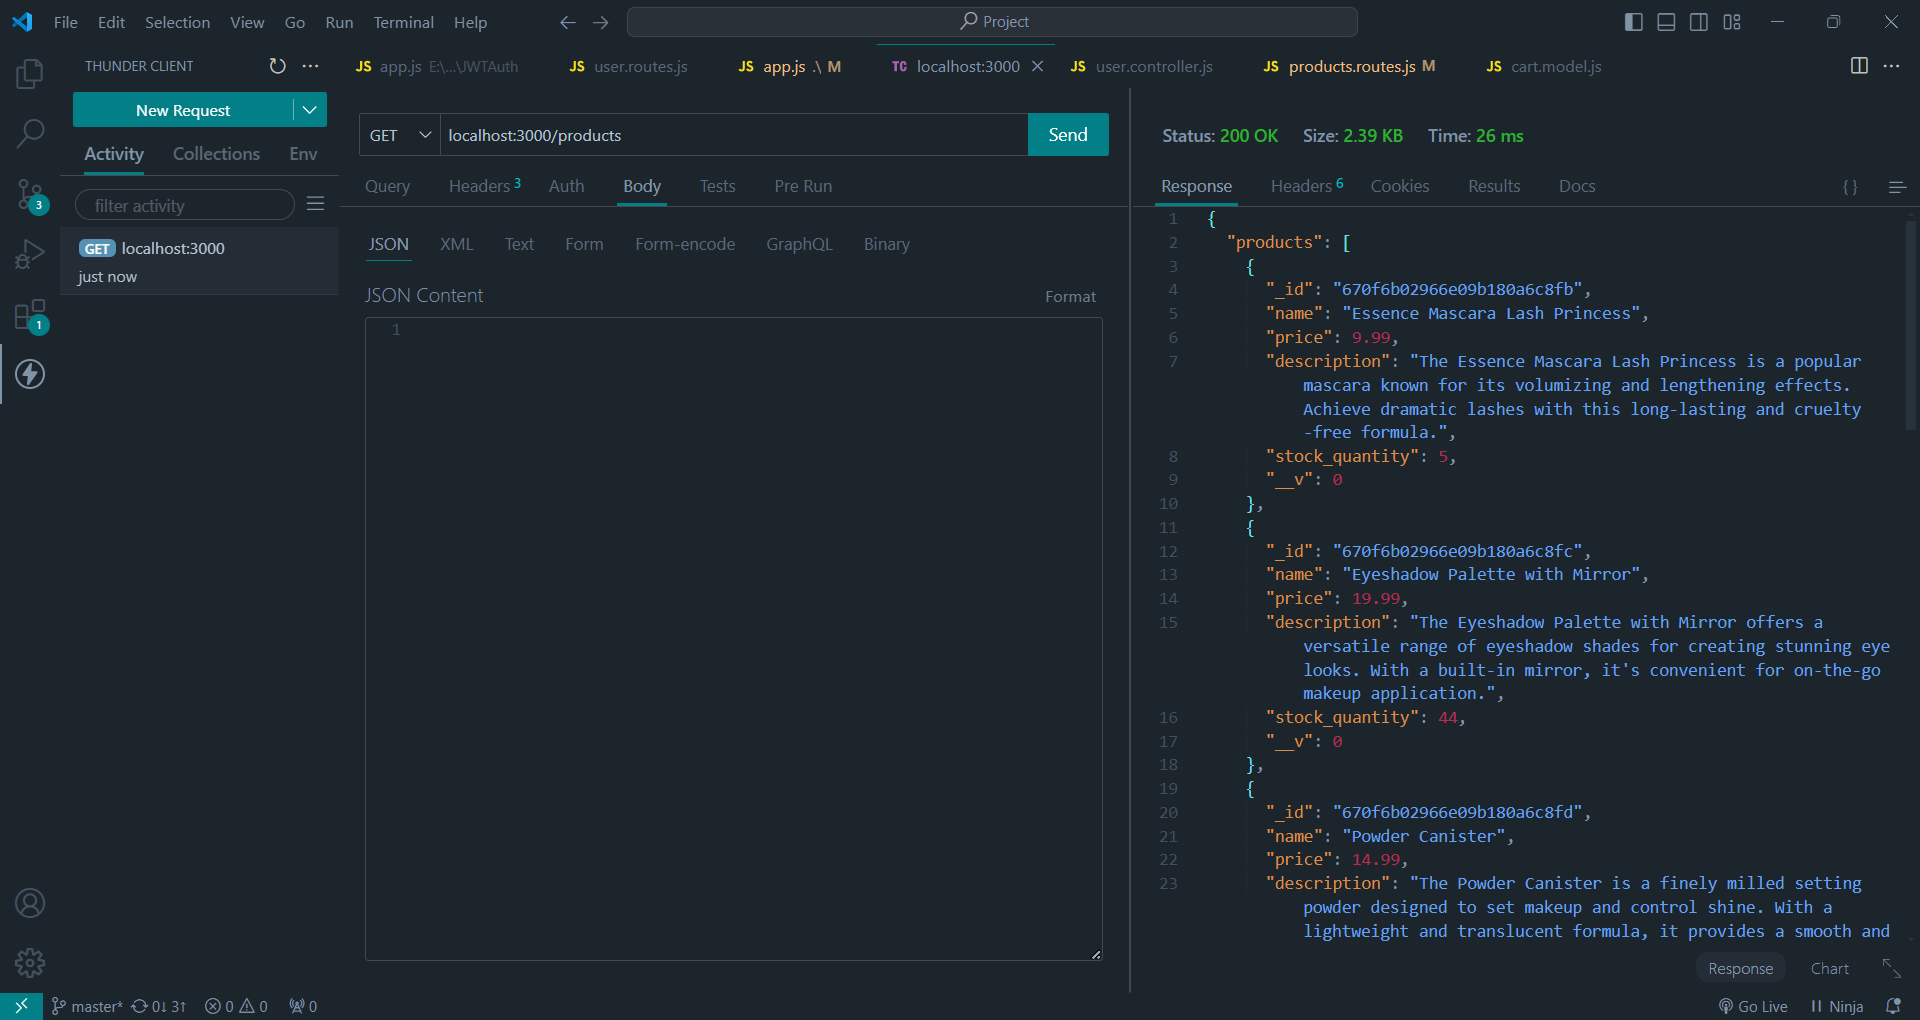 File Edit Selection View Go Run Terminal Help
Project
THUNDER CLIENT
New Request
Activity Collections Env
filter activity
GET localhost:3000
just now
JS app.js E:\...\JWTAuth
JS user.routes.js
JS app.js .\ M
TC localhost:3000
JS user.controller.js
JS products.routes.js M
JS cart.model.js
GET localhost:3000/products Send
Query Headers 3 Auth Body Tests Pre Run
JSON XML Text Form Form-encode GraphQL Binary
JSON Content Format
1
Status: 200 OK Size: 2.39 KB Time: 26 ms
Response Headers 6 Cookies Results Docs { }
1 {
2 "products": [
3 {
4 "_id": "670f6b02966e09b180a6c8fb",
5 "name": "Essence Mascara Lash Princess",
6 "price": 9.99,
7 "description": "The Essence Mascara Lash Princess is a popular
mascara known for its volumizing and lengthening effects.
Achieve dramatic lashes with this long-lasting and cruelty
-free formula.",
8 "stock_quantity": 5,
9 "__v": 0
10 },
11 {
12 "_id": "670f6b02966e09b180a6c8fc",
13 "name": "Eyeshadow Palette with Mirror",
14 "price": 19.99,
15 "description": "The Eyeshadow Palette with Mirror offers a
versatile range of eyeshadow shades for creating stunning eye
looks. With a built-in mirror, it's convenient for on-the-go
makeup application.",
16 "stock_quantity": 44,
17 "__v": 0
18 },
19 {
20 "_id": "670f6b02966e09b180a6c8fd",
21 "name": "Powder Canister",
22 "price": 14.99,
23 "description": "The Powder Canister is a finely milled setting
powder designed to set makeup and control shine. With a
lightweight and translucent formula, it provides a smooth and
Response Chart
3
1
master* 0↓ 3↑ 0 0 0
Go Live Ninja